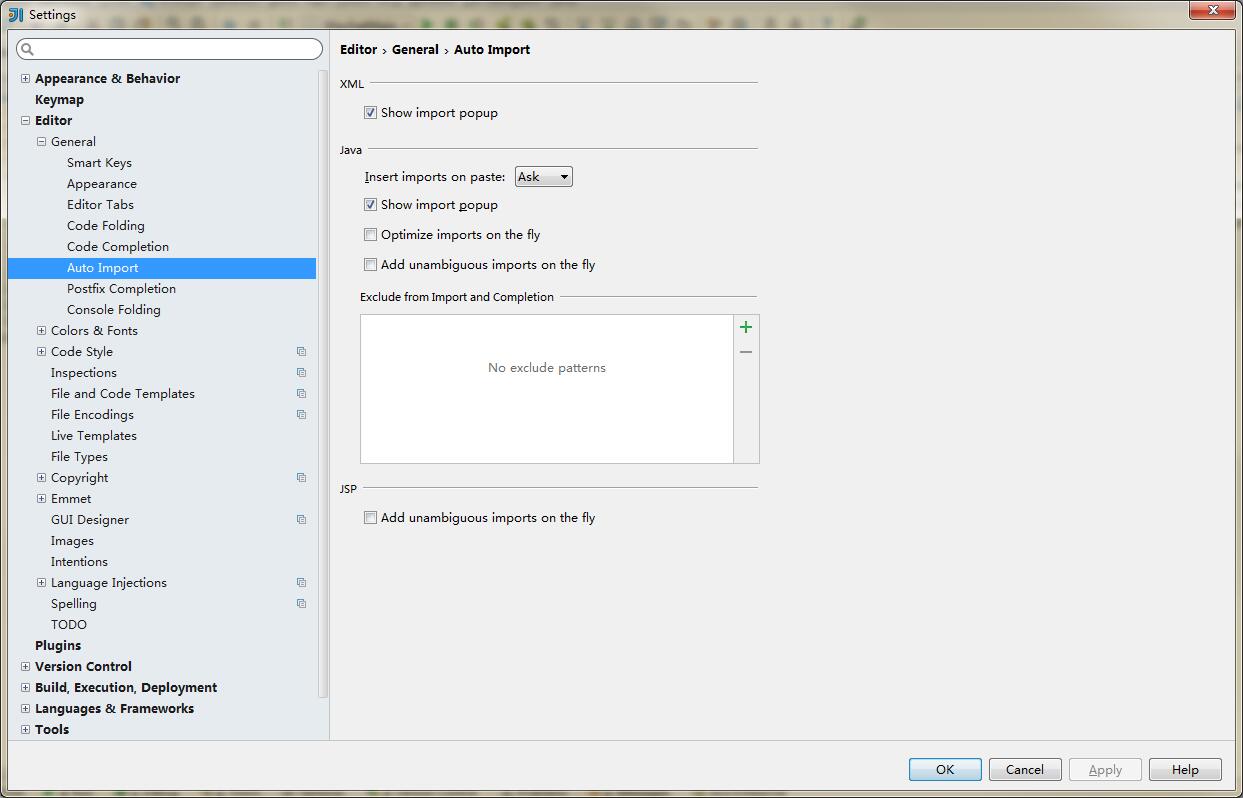 Settings
Appearance & Behavior
Keymap
Editor
General
Smart Keys
Appearance
Editor Tabs
Code Folding
Code Completion
Auto Import
Postfix Completion
Console Folding
Colors & Fonts
Code Style
Inspections
File and Code Templates
File Encodings
Live Templates
File Types
Copyright
Emmet
GUI Designer
Images
Intentions
Language Injections
Spelling
TODO
Plugins
Version Control
Build, Execution, Deployment
Languages & Frameworks
Tools
Editor › General › Auto Import
XML
Show import popup
Java
Insert imports on paste: Ask
Show import popup
Optimize imports on the fly
Add unambiguous imports on the fly
Exclude from Import and Completion
No exclude patterns
JSP
Add unambiguous imports on the fly
OK Cancel Apply Help